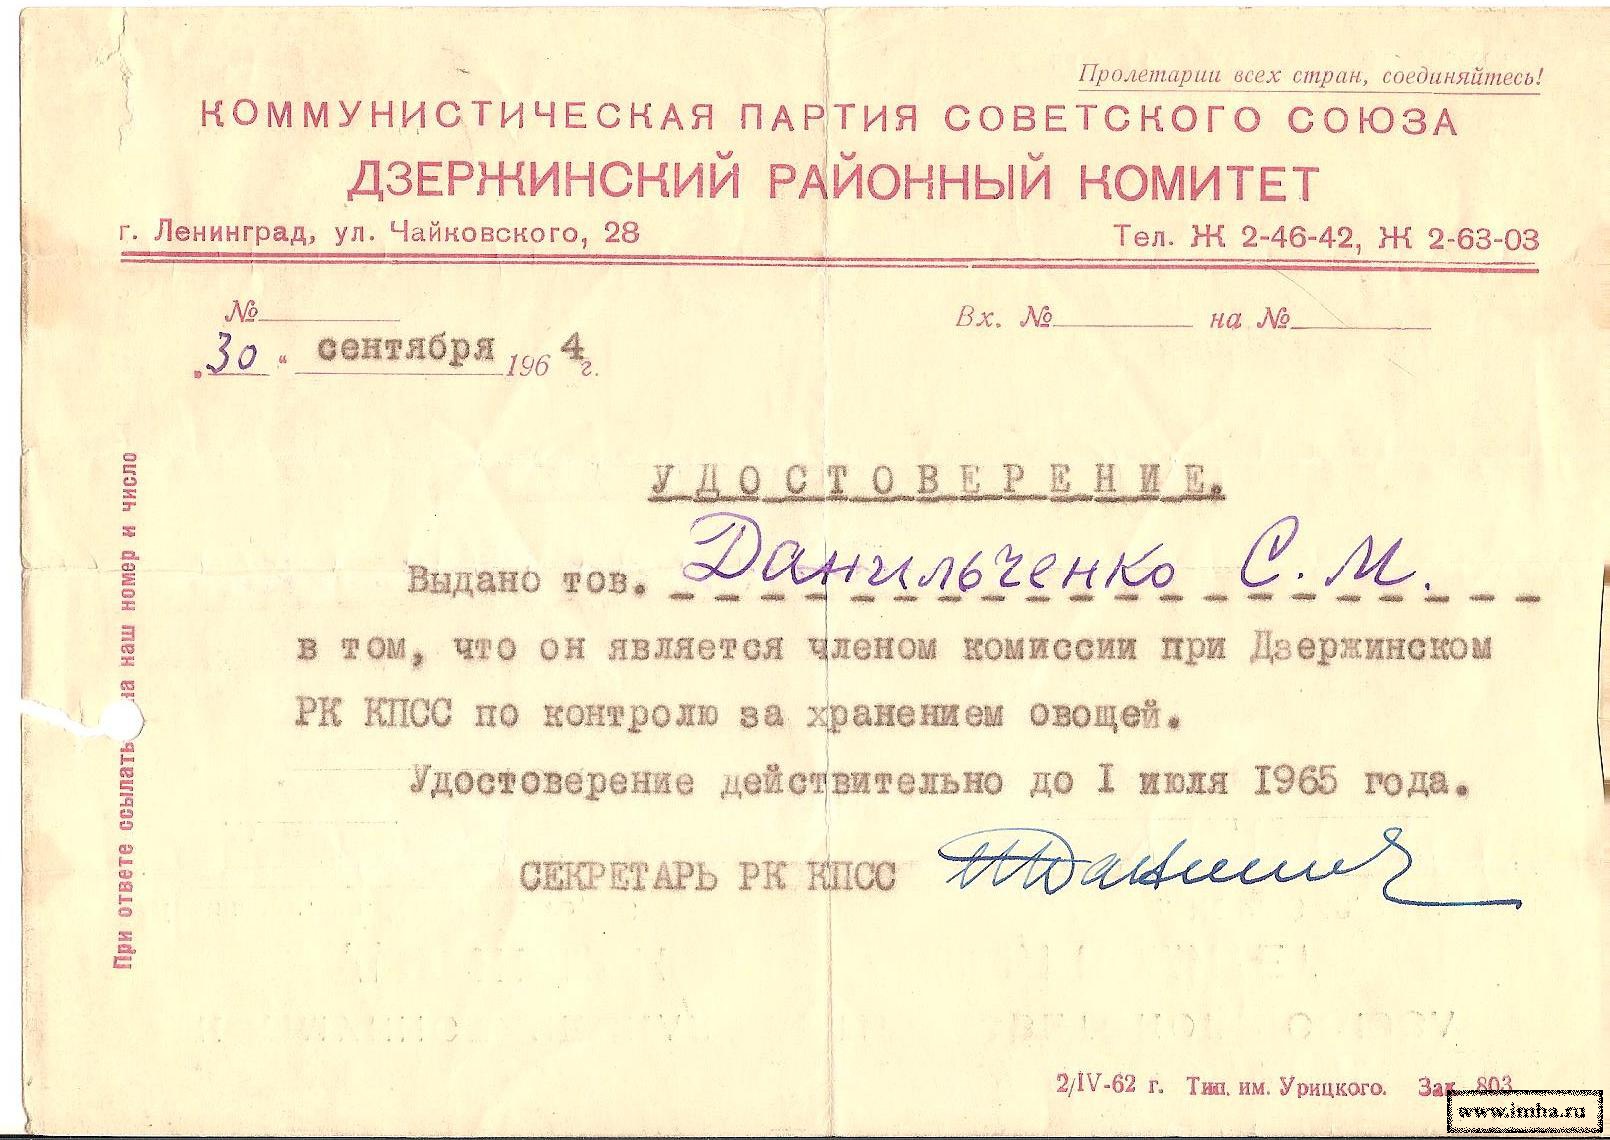 Пролетарии всех стран, соединяйтесь!
КОММУНИСТИЧЕСКАЯ ПАРТИЯ СОВЕТСКОГО СОЮЗА
ДЗЕРЖИНСКИЙ РАЙОННЫЙ КОМИТЕТ
г. Ленинград, ул. Чайковского, 28 Тел. Ж 2-46-42, Ж 2-63-03
№ Вх. № на №
„30“ сентября 1964 г.
При ответе ссылать на наш номер и число
УДОСТОВЕРЕНИЕ.
Выдано тов. Данильченко С. М.
в том, что он является членом комиссии при Дзержинском
РК КПСС по контролю за хранением овощей.
Удостоверение действительно до 1 июля 1965 года.
СЕКРЕТАРЬ РК КПСС
2/IV-62 г. Тип. им. Урицкого. Зак. 803
www.imha.ru